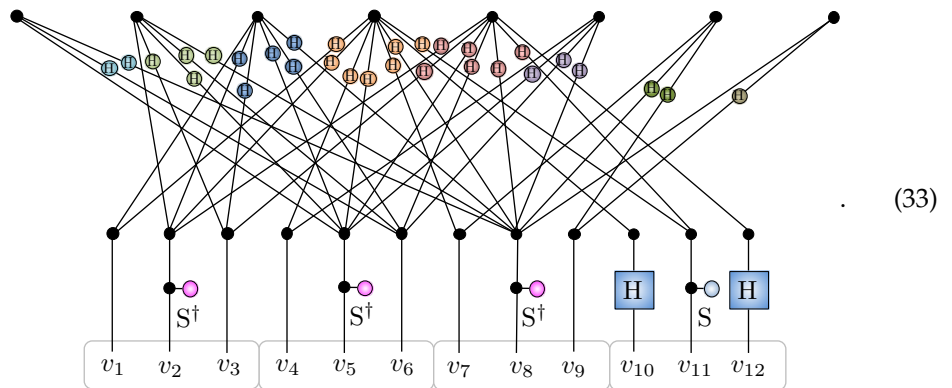 H H H H H H H
H H H H H H H H H
H H H H H H H H H H
H H H H
. (33)
H H
S† S† S† S
v₁ v₂ v₃ v₄ v₅ v₆ v₇ v₈ v₉ v₁₀ v₁₁ v₁₂